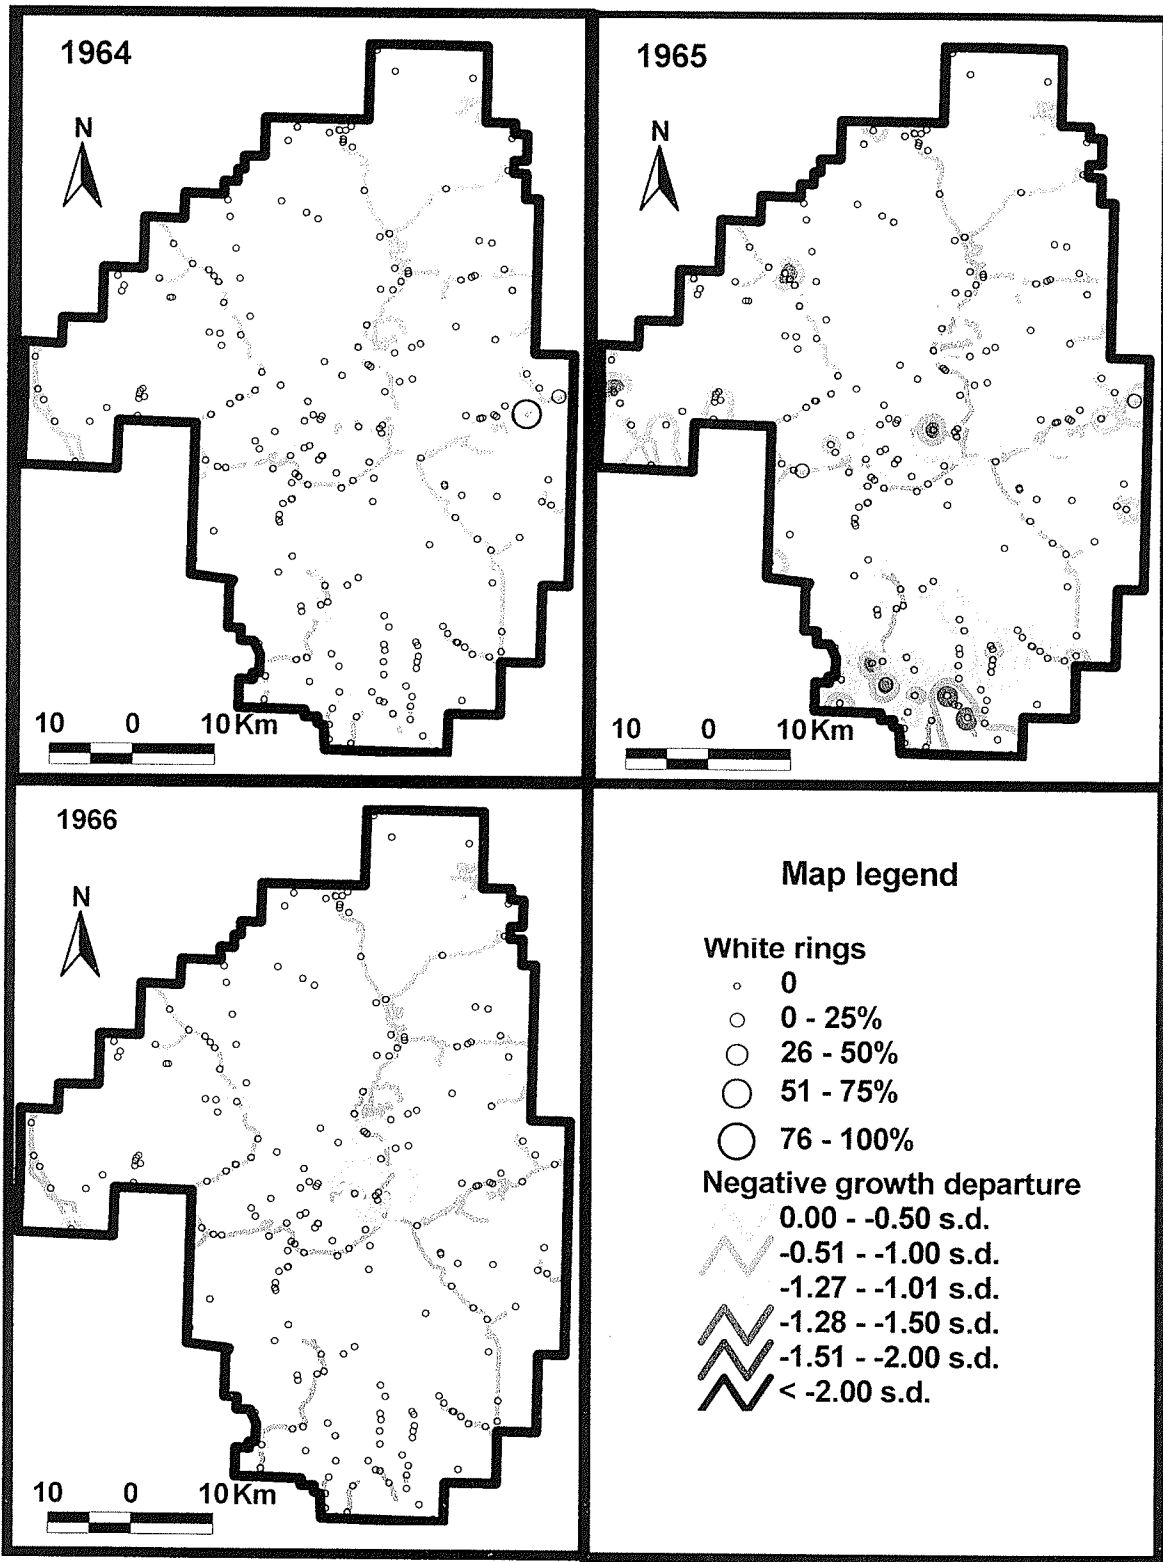 1964
N
10 0 10 Km
1965
N
10 0 10 Km
1966
N
10 0 10 Km
Map legend
White rings
0
0 - 25%
26 - 50%
51 - 75%
76 - 100%
Negative growth departure
0.00 - -0.50 s.d.
-0.51 - -1.00 s.d.
-1.27 - -1.01 s.d.
-1.28 - -1.50 s.d.
-1.51 - -2.00 s.d.
< -2.00 s.d.